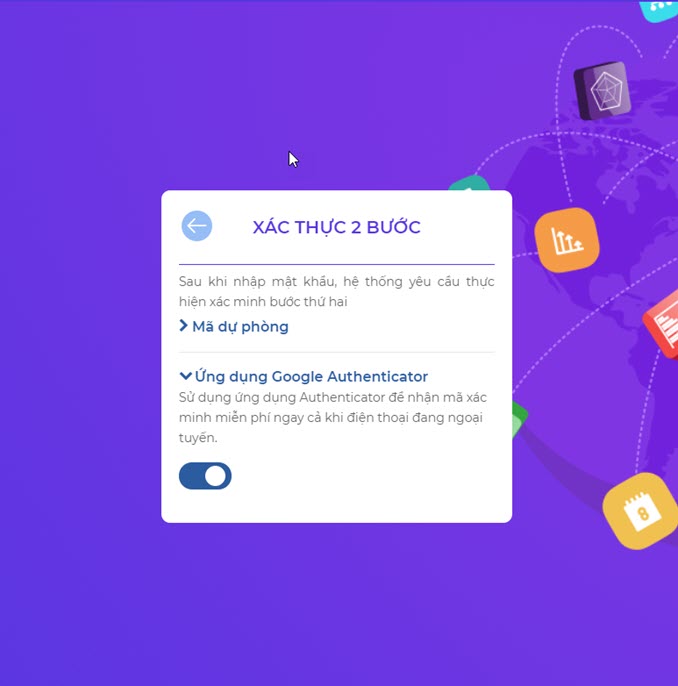 XÁC THỰC 2 BƯỚC
Sau khi nhập mật khẩu, hệ thống yêu cầu thực
hiện xác minh bước thứ hai
Mã dự phòng
Ứng dụng Google Authenticator
Sử dụng ứng dụng Authenticator để nhận mã xác
minh miễn phí ngay cả khi điện thoại đang ngoại
tuyến.
8